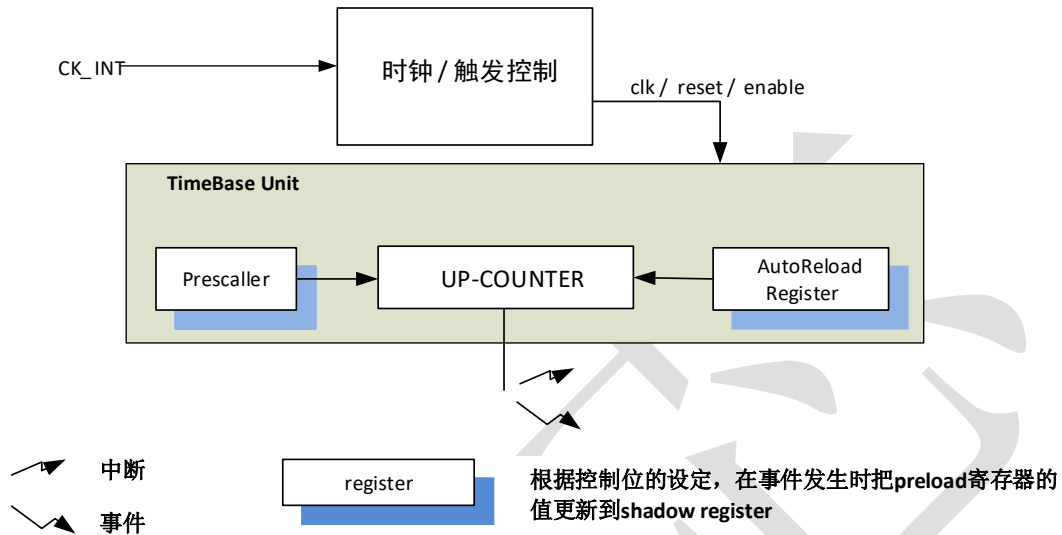 CK_INT
时钟 / 触发控制
clk / reset / enable
TimeBase Unit
Prescaller
UP-COUNTER
AutoReload
Register
中断
事件
register
根据控制位的设定，在事件发生时把preload寄存器的
值更新到shadow register